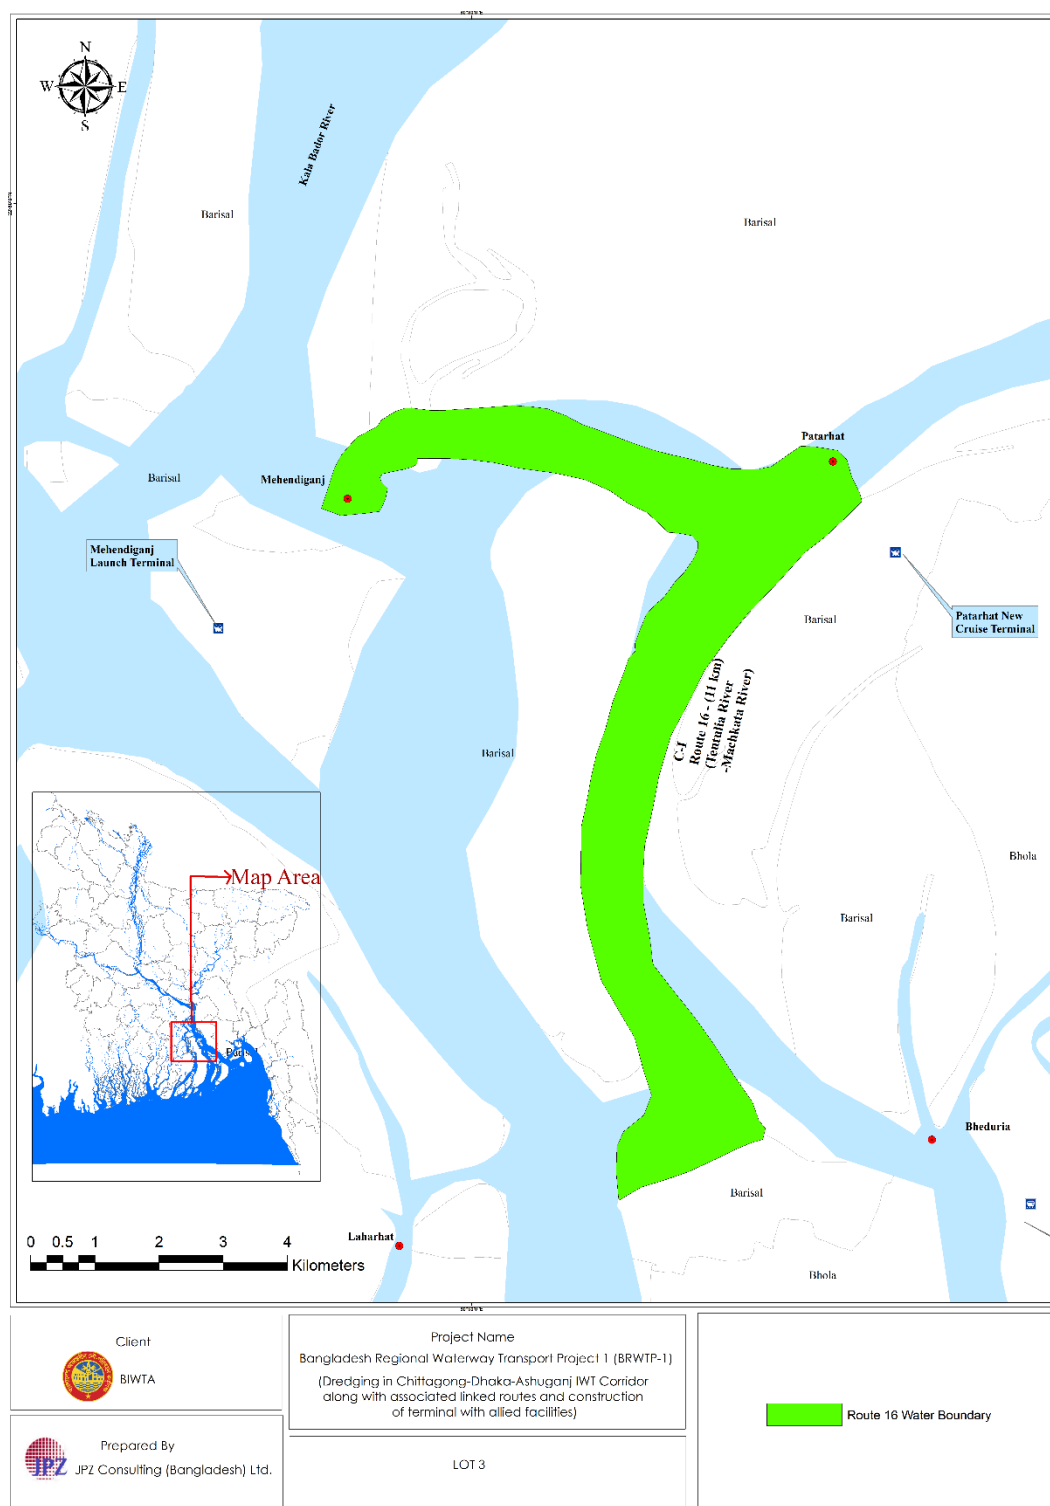 N
W
E
S
Kala Bador River
Barisal
Barisal
Patarhat
Mehendiganj
Barisal
Mehendiganj
Launch Terminal
Patarhat New
Cruise Terminal
Barisal
C-I
Route 16 - (11 km)
(Tentulia River
-Machkata River)
Barisal
Bhola
Map Area
Barisal
Bheduria
Barisal
Laharhat
Bhola
0 0.5 1 2 3 4
Kilometers
Client
BIWTA
Prepared By
JPZ
JPZ Consulting (Bangladesh) Ltd.
Project Name
Bangladesh Regional Waterway Transport Project 1 (BRWTP-1)
(Dredging in Chittagong-Dhaka-Ashuganj IWT Corridor
along with associated linked routes and construction
of terminal with allied facilities)
LOT 3
Route 16 Water Boundary